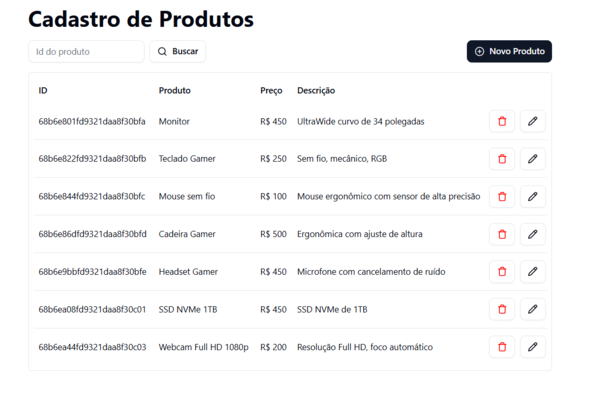 Cadastro de Produtos
Id do produto Buscar Novo Produto
ID Produto Preço Descrição
68b6e801fd9321daa8f30bfa Monitor R$ 450 UltraWide curvo de 34 polegadas
68b6e822fd9321daa8f30bfb Teclado Gamer R$ 250 Sem fio, mecânico, RGB
68b6e844fd9321daa8f30bfc Mouse sem fio R$ 100 Mouse ergonômico com sensor de alta precisão
68b6e86dfd9321daa8f30bfd Cadeira Gamer R$ 500 Ergonômica com ajuste de altura
68b6e9bbfd9321daa8f30bfe Headset Gamer R$ 450 Microfone com cancelamento de ruído
68b6ea08fd9321daa8f30c01 SSD NVMe 1TB R$ 450 SSD NVMe de 1TB
68b6ea44fd9321daa8f30c03 Webcam Full HD 1080p R$ 200 Resolução Full HD, foco automático